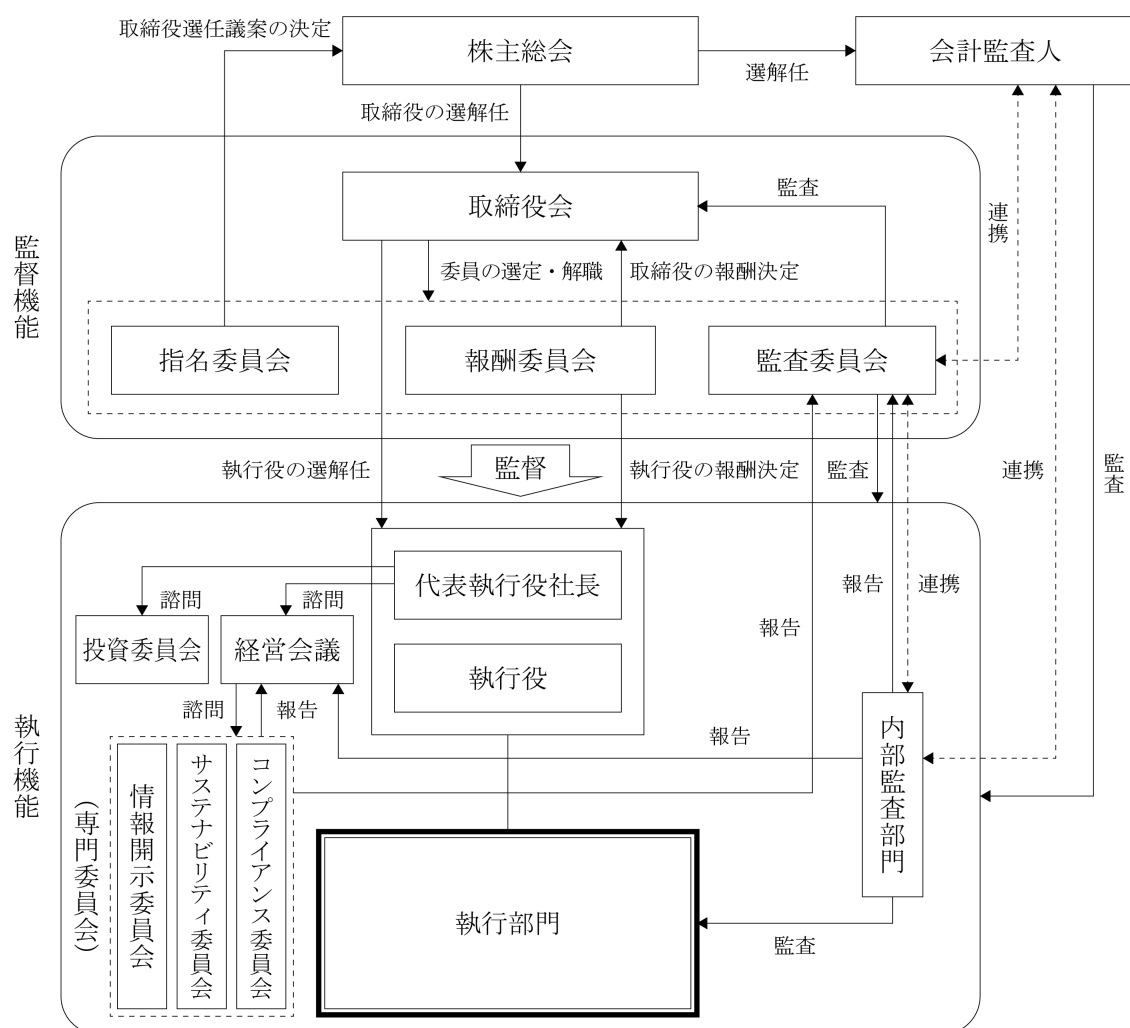 取締役選任議案の決定
株主総会
選解任
会計監査人
取締役の選解任
監督機能
取締役会
監査
連携
委員の選定・解職
取締役の報酬決定
指名委員会
報酬委員会
監査委員会
執行役の選解任
監督
執行役の報酬決定
監査
連携
監査
執行機能
代表執行役社長
執行役
諮問
諮問
投資委員会
経営会議
報告
報告
連携
諮問
報告
報告
内部監査部門
(専門委員会)
情報開示委員会
サステナビリティ委員会
コンプライアンス委員会
執行部門
監査